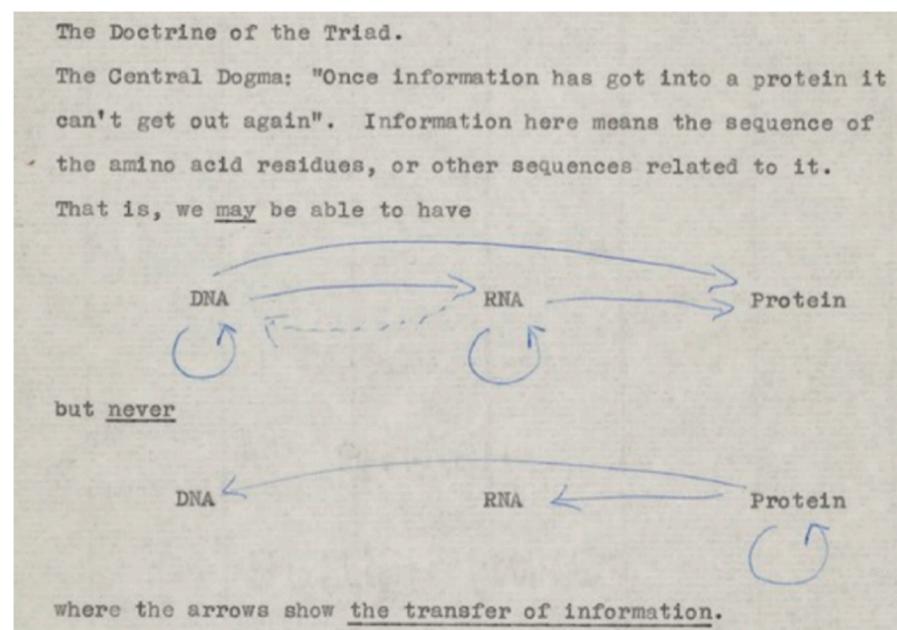 The Doctrine of the Triad.
The Central Dogma: "Once information has got into a protein it
can't get out again". Information here means the sequence of
the amino acid residues, or other sequences related to it.
That is, we may be able to have
DNA RNA Protein
but never
DNA RNA Protein
where the arrows show the transfer of information.